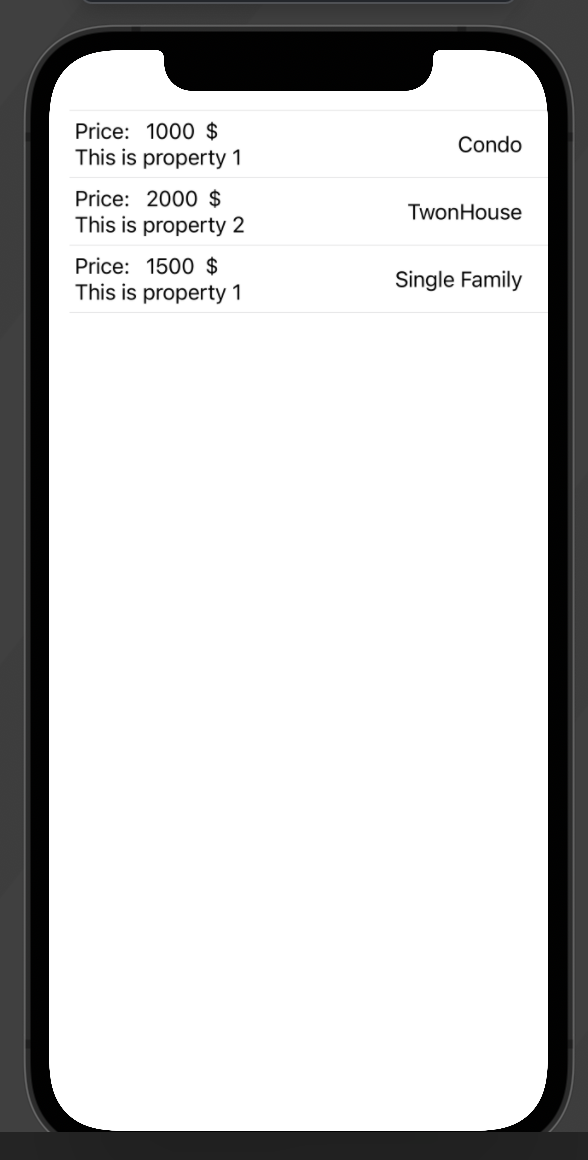 Price: 1000 $
This is property 1
Condo
Price: 2000 $
This is property 2
TwonHouse
Price: 1500 $
This is property 1
Single Family